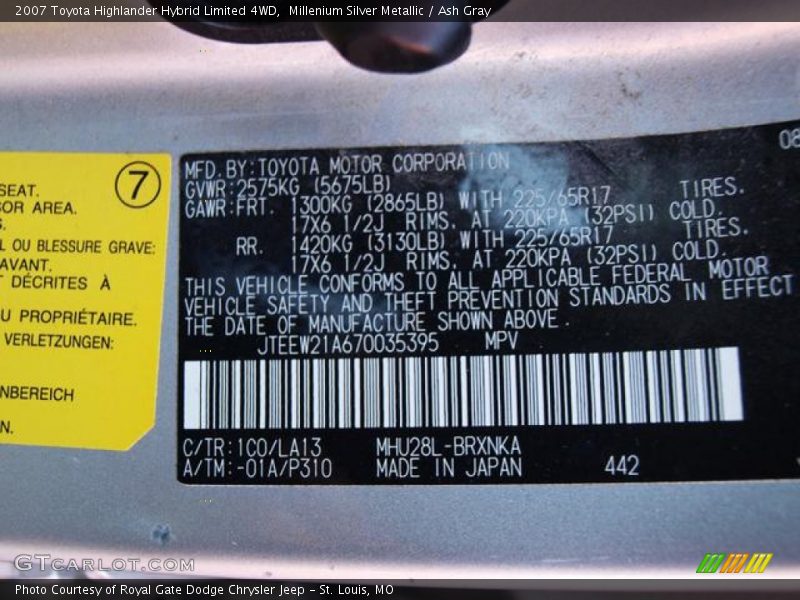 2007 Toyota Highlander Hybrid Limited 4WD,  Millenium Silver Metallic / Ash Gray
7
SEAT.
AREA.
L OU BLESSURE GRAVE:
AVANT.
DÉCRITES À
U PROPRIÉTAIRE.
VERLETZUNGEN:
NBEREICH
N.
08
MFD. BY: TOYOTA MOTOR CORPORATION
GVWR: 2575KG (5675LB)
GAWR: FRT. 1300KG (2865LB) WITH 225/65R17 TIRES.
17X6 1/2J RIMS. AT 220KPA (32PSI) COLD.
RR. 1420KG (3130LB) WITH 225/65R17 TIRES.
17X6 1/2J RIMS. AT 220KPA (32PSI) COLD.
THIS VEHICLE CONFORMS TO ALL APPLICABLE FEDERAL MOTOR
VEHICLE SAFETY AND THEFT PREVENTION STANDARDS IN EFFECT
THE DATE OF MANUFACTURE SHOWN ABOVE.
JTEEW21A670035395 MPV
C/TR: 1C0/LA13 MHU28L-BRXNKA
A/TM: -01A/P310 MADE IN JAPAN 442
GTCARLOT.COM
Photo Courtesy of Royal Gate Dodge Chrysler Jeep - St. Louis, MO